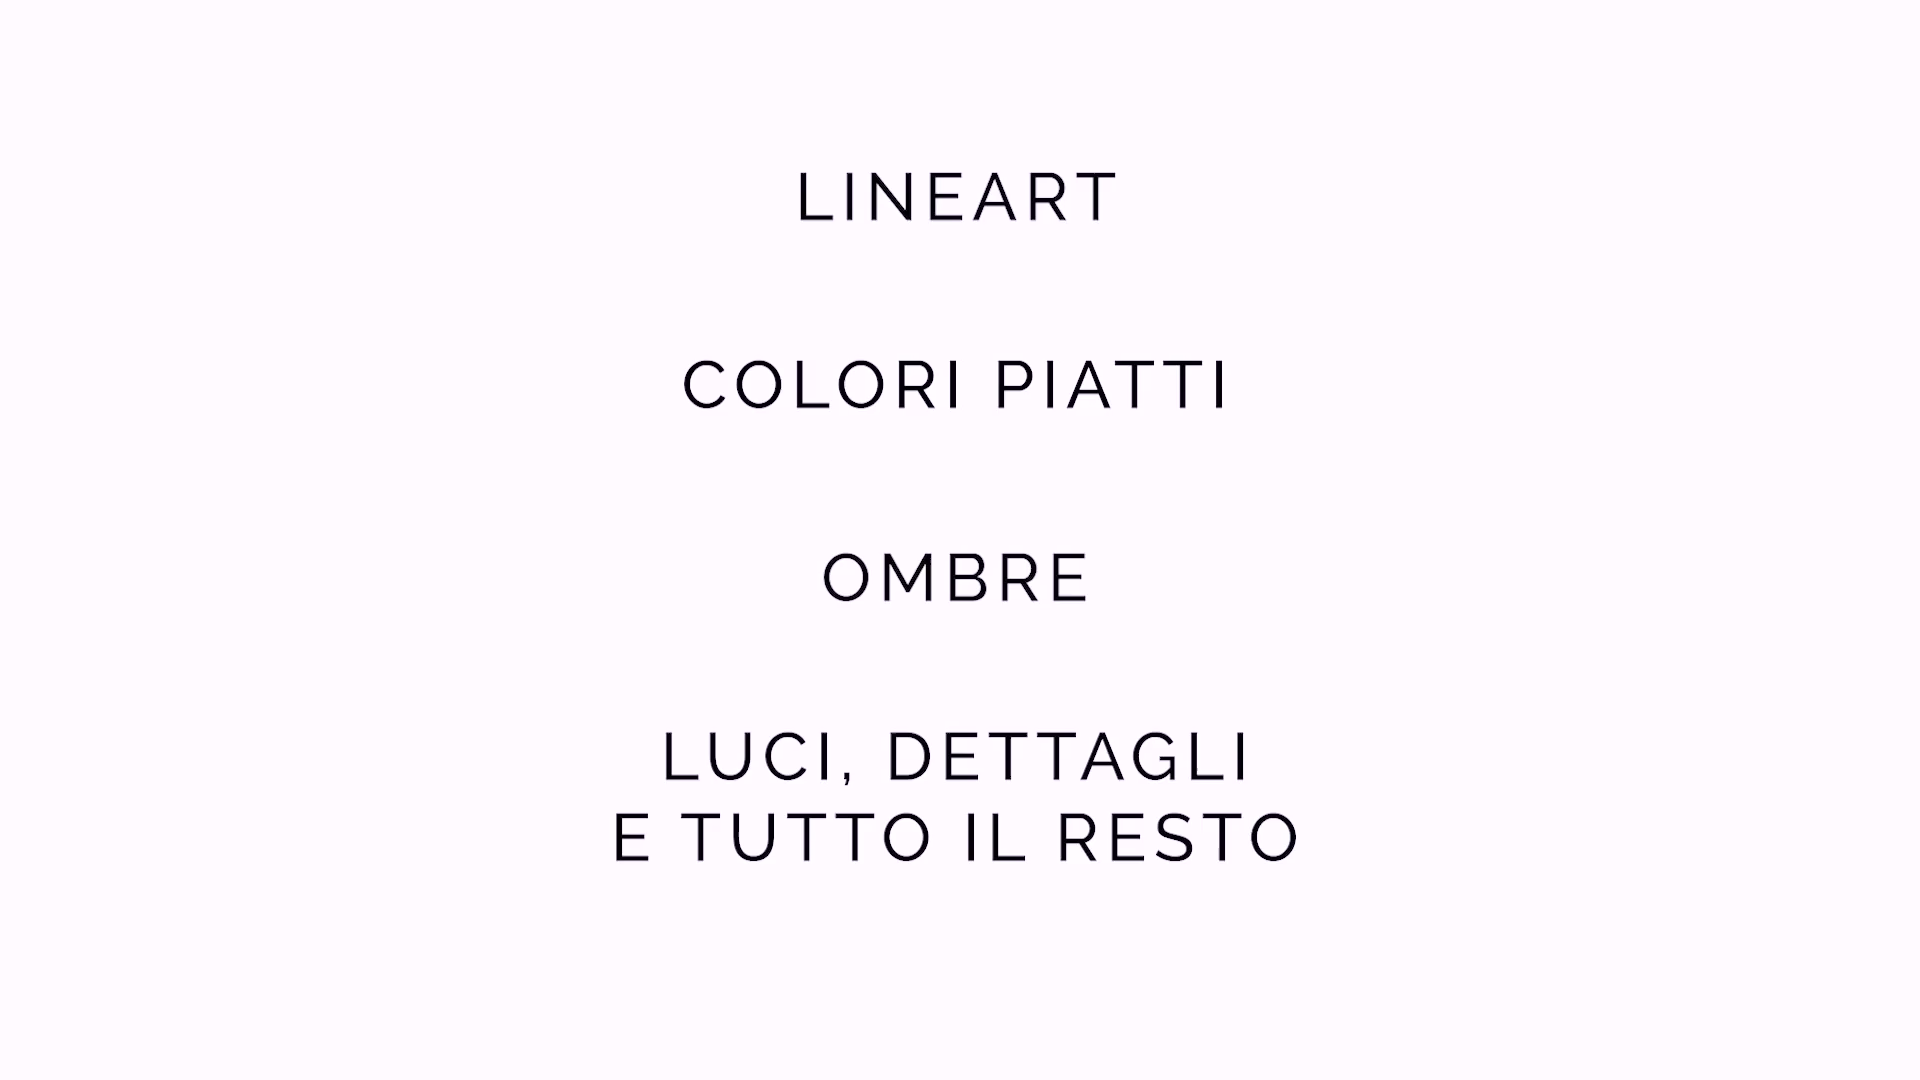 LINEART
COLORI PIATTI
OMBRE
LUCI, DETTAGLI
E TUTTO IL RESTO